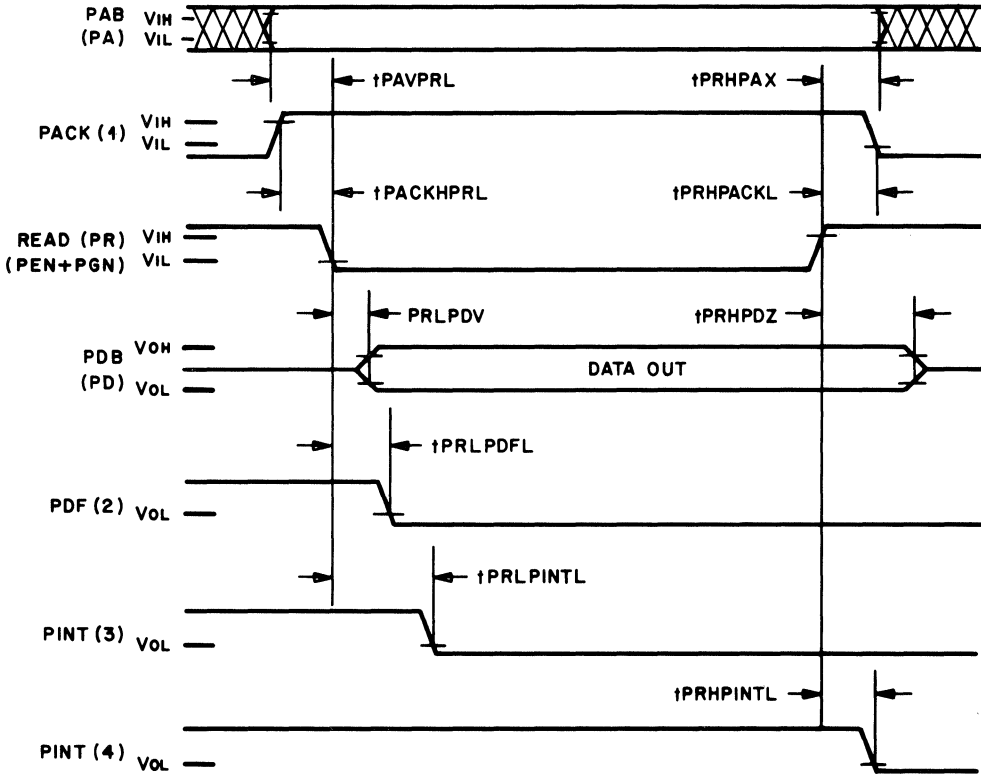 PAB VIH
(PA) VIL
tPAVPRL tPRHPAX
PACK (1) VIH
VIL
tPACKHPRL tPRHPACKL
READ (PR) VIH
(PEN+PGN) VIL
PRLPDV tPRHPDZ
PDB VOH
(PD) VOL
DATA OUT
tPRLPDFL
PDF (2) VOL
tPRLPINTL
PINT (3) VOL
tPRHPINTL
PINT (4) VOL